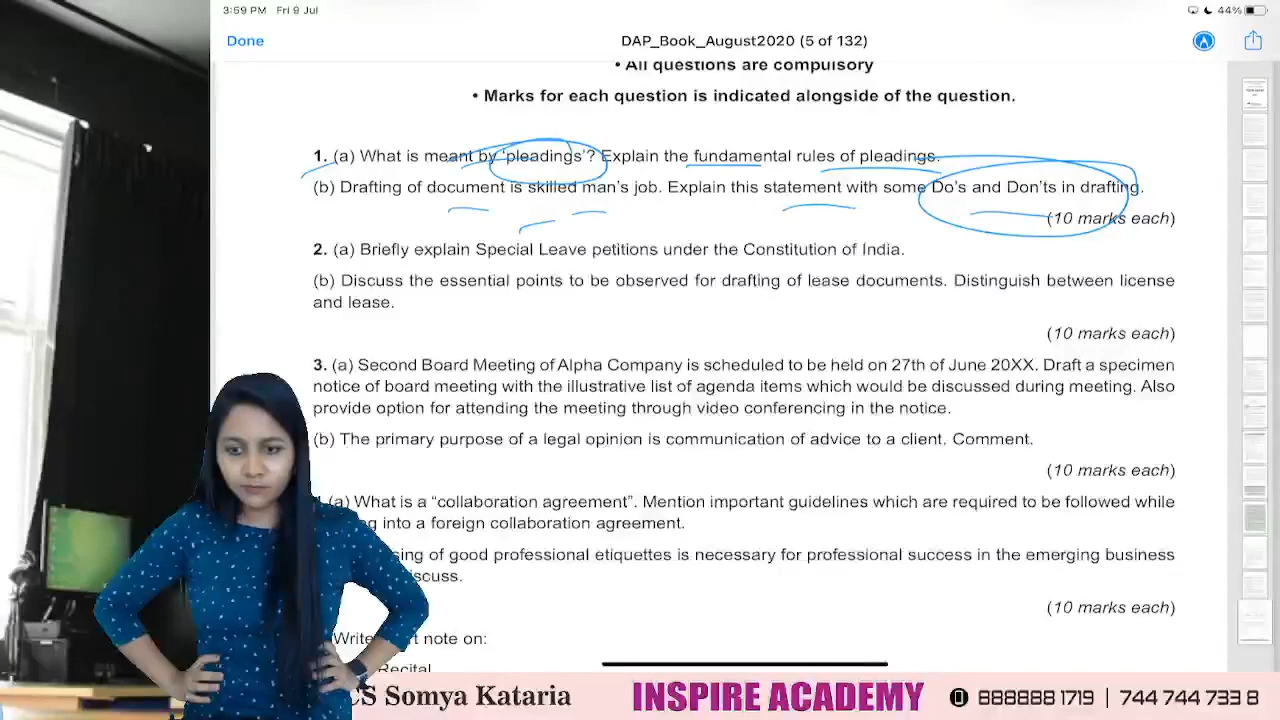 3:59 PM Fri 9 Jul
44%
Done
DAP_Book_August2020 (5 of 132)
• All questions are compulsory
• Marks for each question is indicated alongside of the question.
1. (a) What is meant by 'pleadings'? Explain the fundamental rules of pleadings.
(b) Drafting of document is skilled man's job. Explain this statement with some Do's and Don'ts in drafting.
(10 marks each)
2. (a) Briefly explain Special Leave petitions under the Constitution of India.
(b) Discuss the essential points to be observed for drafting of lease documents. Distinguish between license
and lease.
(10 marks each)
3. (a) Second Board Meeting of Alpha Company is scheduled to be held on 27th of June 20XX. Draft a specimen
notice of board meeting with the illustrative list of agenda items which would be discussed during meeting. Also
provide option for attending the meeting through video conferencing in the notice.
(b) The primary purpose of a legal opinion is communication of advice to a client. Comment.
(10 marks each)
(a) What is a “collaboration agreement”. Mention important guidelines which are required to be followed while
into a foreign collaboration agreement.
of good professional etiquettes is necessary for professional success in the emerging business
(10 marks each)
Write note on:
Recital
CS Somya Kataria
INSPIRE ACADEMY
888888 1719 | 744 744 733 8